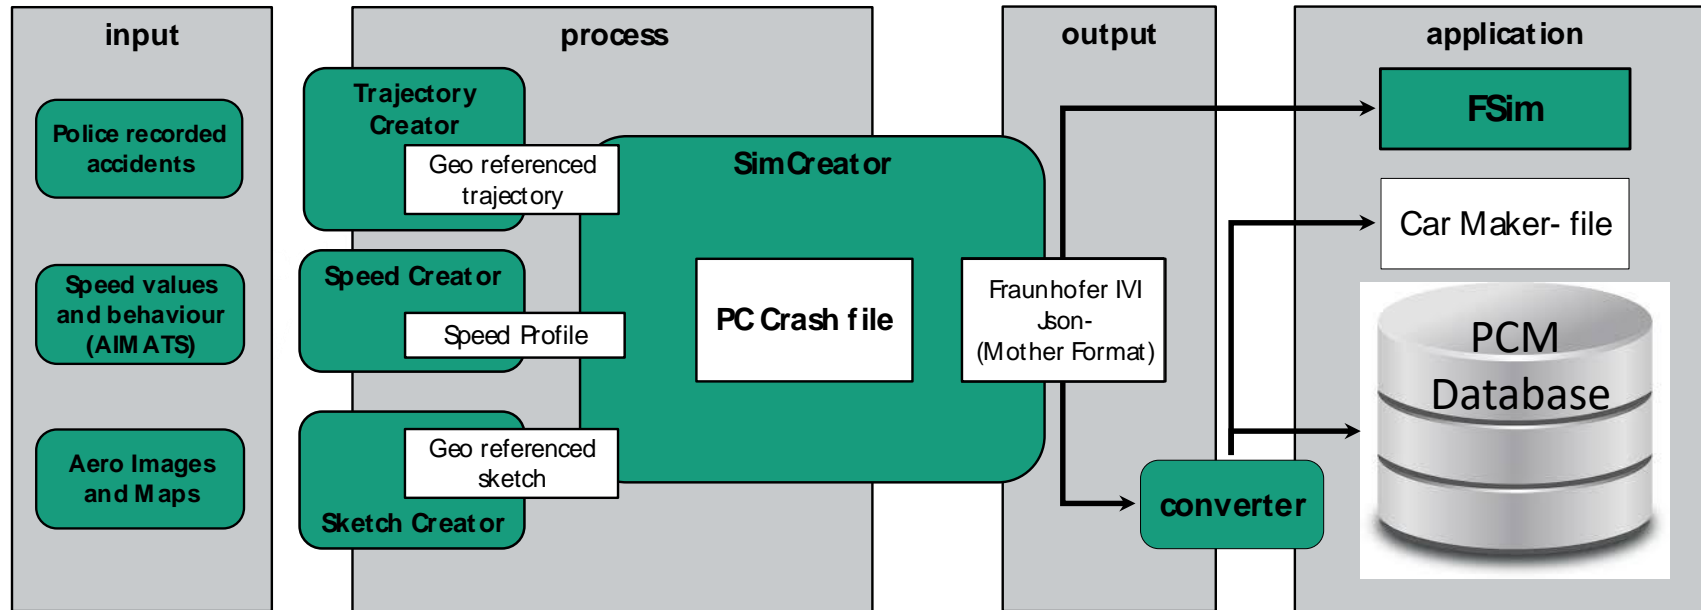 input
process
output
application
Police recorded
accidents
Speed values
and behaviour
(AIMATS)
Aero Images
and Maps
Trajectory
Creator
Geo referenced
trajectory
Speed Creator
Speed Profile
Geo referenced
sketch
Sketch Creator
SimCreator
PC Crash file
Fraunhofer IVI
Json-
(Mother Format)
converter
FSim
Car Maker- file
PCM
Database